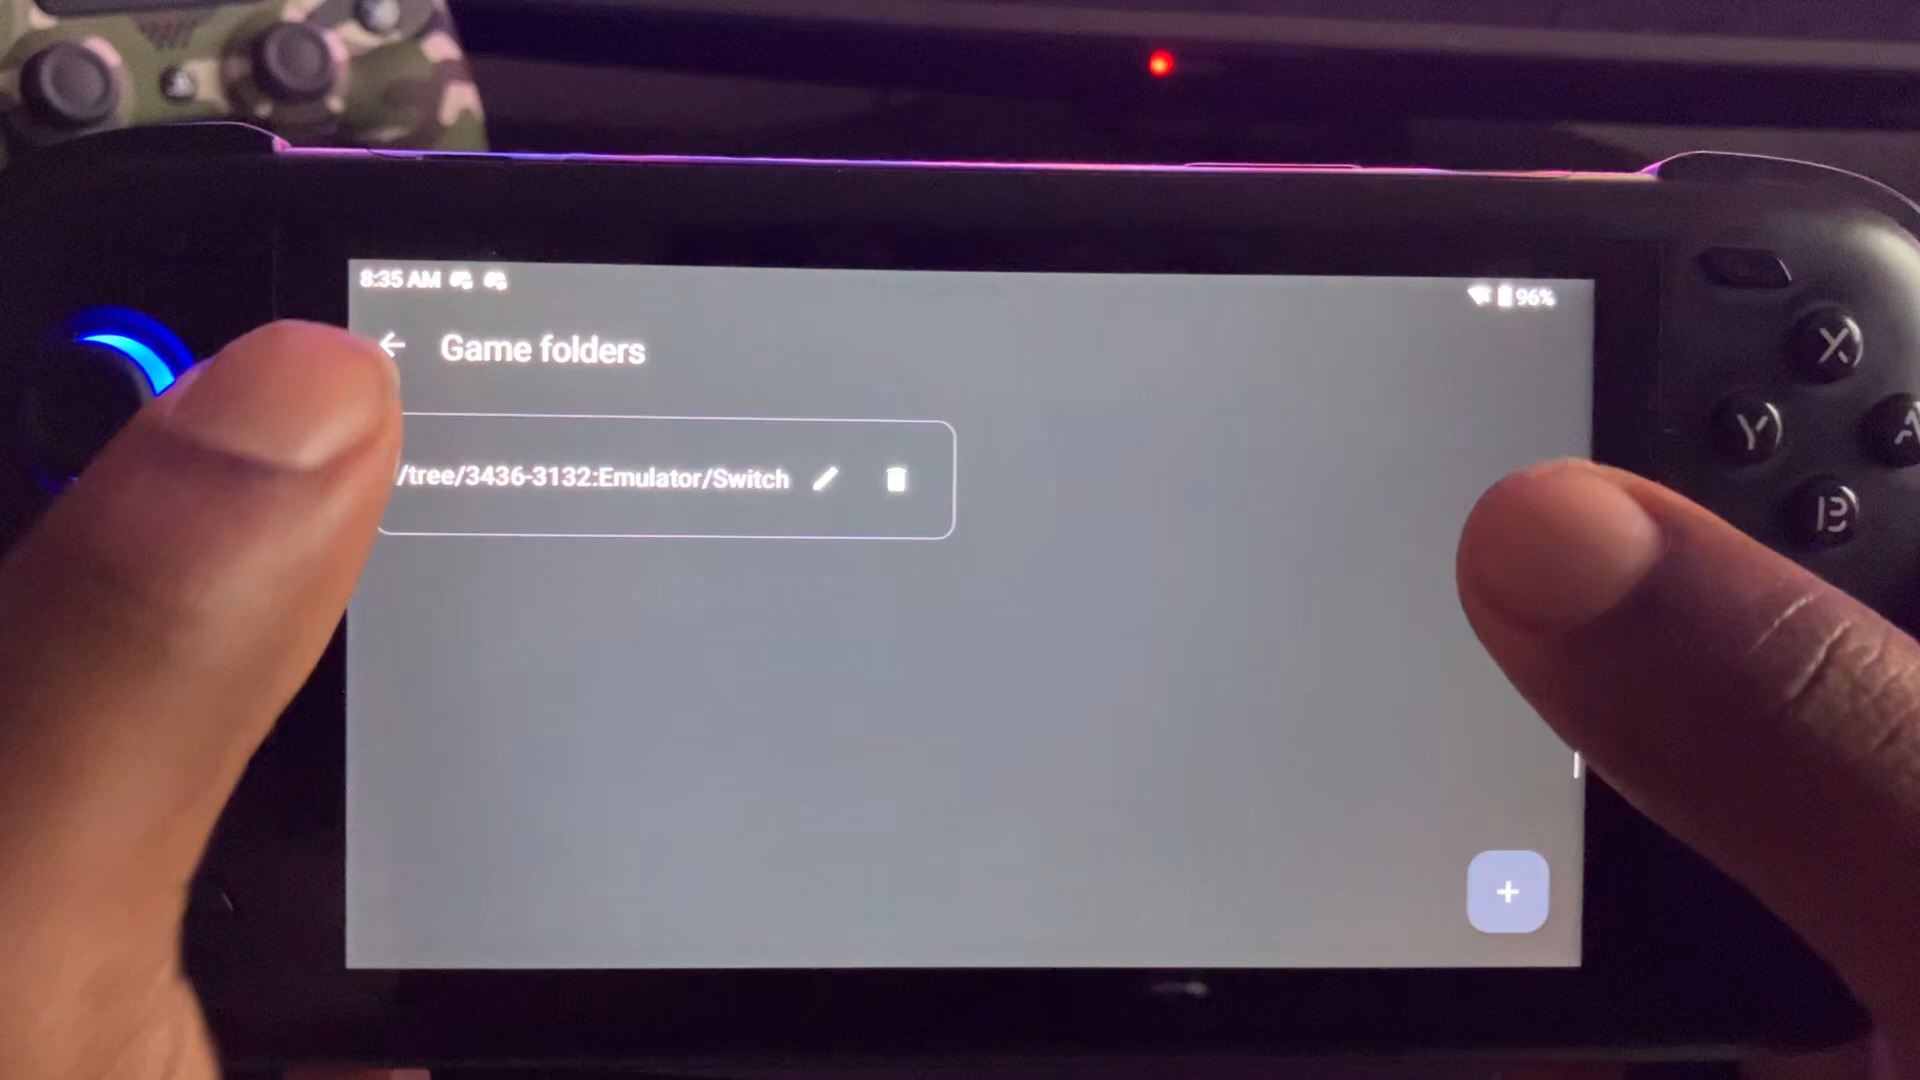 8:35 AM
96%
Game folders
/tree/3436-3132:Emulator/Switch
+
X
Y
A
B